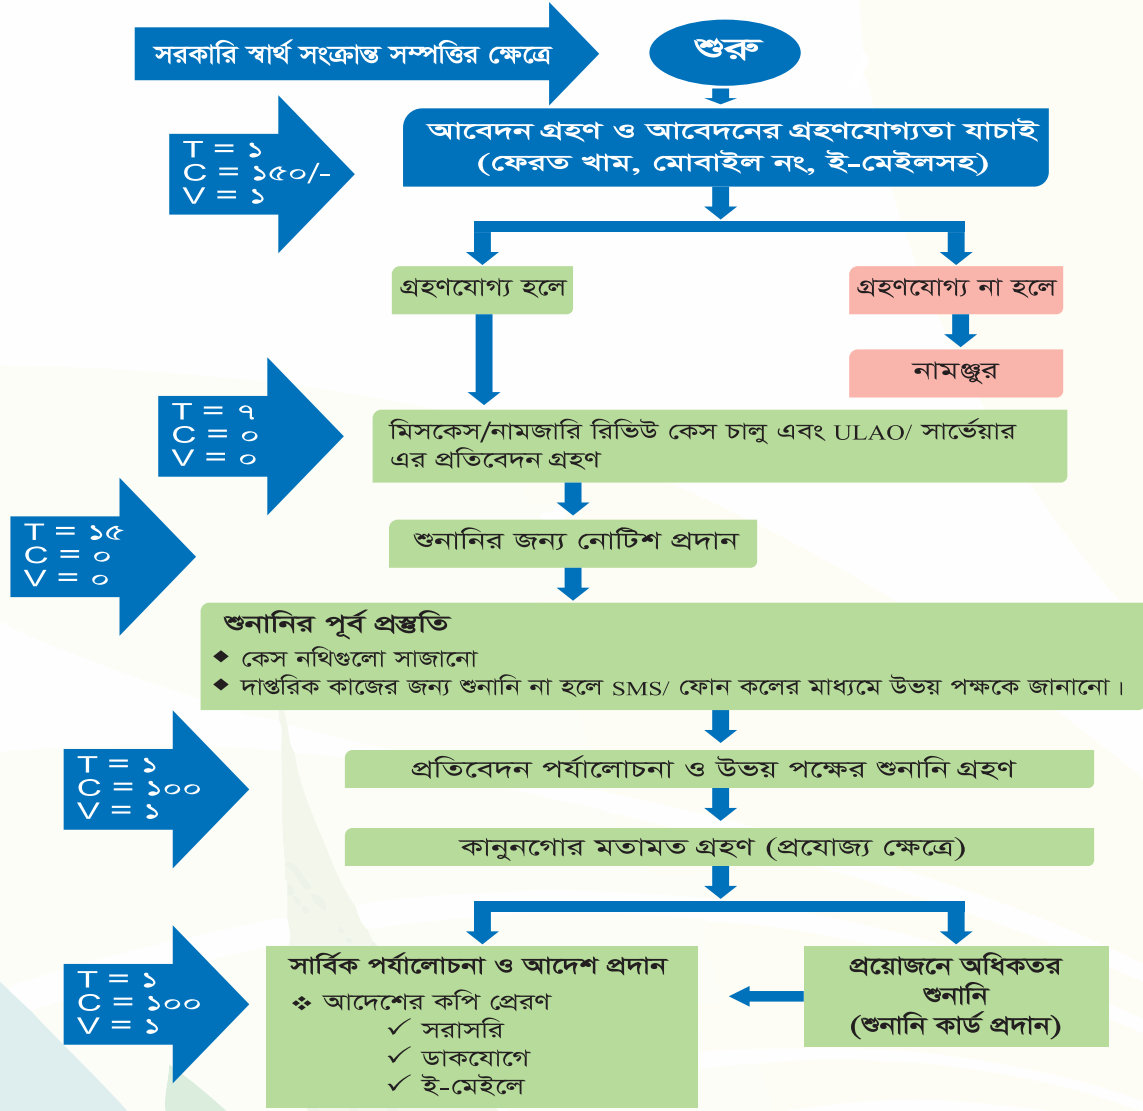 সরকারি স্বার্থ সংক্রান্ত সম্পত্তির ক্ষেত্রে
শুরু
T = ১
C = ১৫০/-
V = ১
আবেদন গ্রহণ ও আবেদনের গ্রহণযোগ্যতা যাচাই
(ফেরত খাম, মোবাইল নং, ই-মেইলসহ)
গ্রহণযোগ্য হলে
গ্রহণযোগ্য না হলে
নামঞ্জুর
T = ৭
C = ০
V = ০
মিসকেস/নামজারি রিভিউ কেস চালু এবং ULAO/ সার্ভেয়ার
এর প্রতিবেদন গ্রহণ
T = ১৫
C = ০
V = ০
শুনানির জন্য নোটিশ প্রদান
শুনানির পূর্ব প্রস্তুতি
◆ কেস নথিগুলো সাজানো
◆ দাপ্তরিক কাজের জন্য শুনানি না হলে SMS/ ফোন কলের মাধ্যমে উভয় পক্ষকে জানানো।
T = ১
C = ১০০
V = ১
প্রতিবেদন পর্যালোচনা ও উভয় পক্ষের শুনানি গ্রহণ
কানুনগোর মতামত গ্রহণ (প্রযোজ্য ক্ষেত্রে)
T = ১
C = ১০০
V = ১
সার্বিক পর্যালোচনা ও আদেশ প্রদান
❖ আদেশের কপি প্রেরণ
✓ সরাসরি
✓ ডাকযোগে
✓ ই-মেইলে
প্রয়োজনে অধিকতর
শুনানি
(শুনানি কার্ড প্রদান)